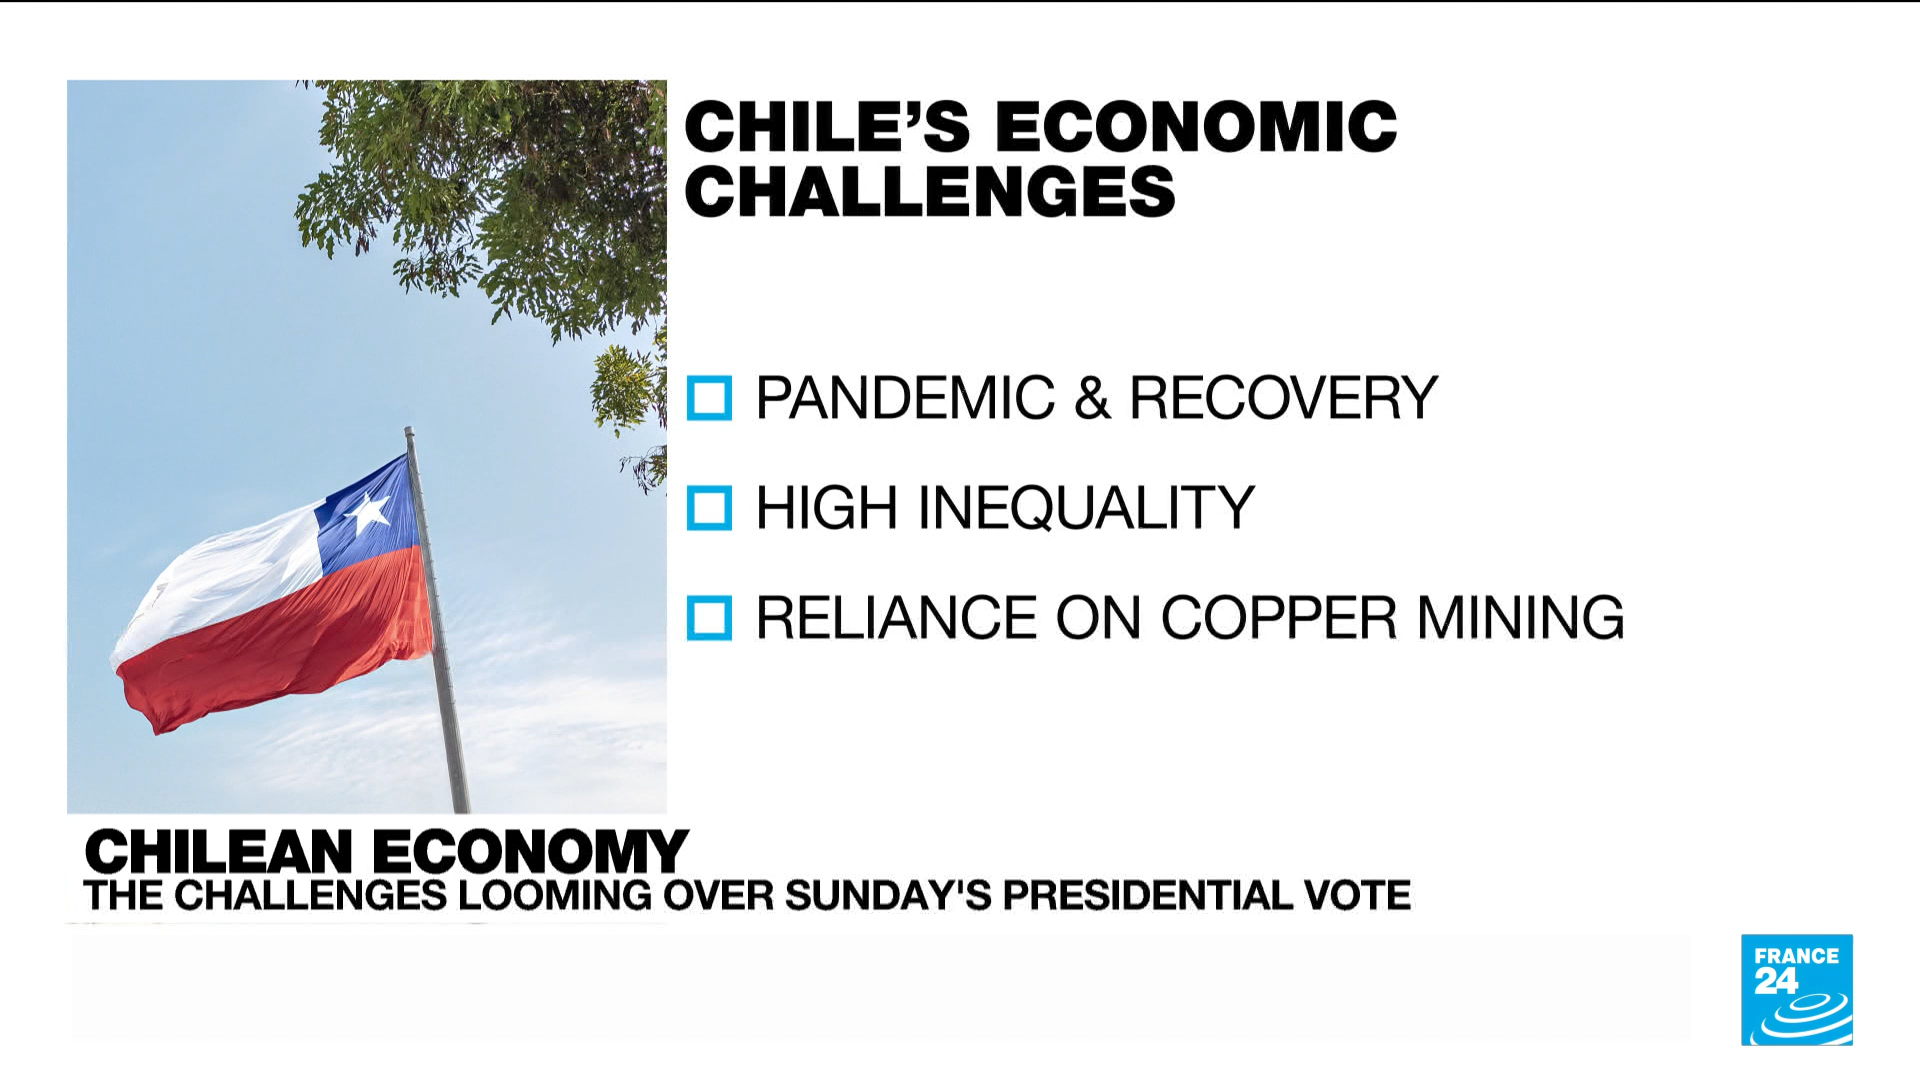 CHILE’S ECONOMIC
CHALLENGES
PANDEMIC & RECOVERY
HIGH INEQUALITY
RELIANCE ON COPPER MINING
CHILEAN ECONOMY
THE CHALLENGES LOOMING OVER SUNDAY'S PRESIDENTIAL VOTE
FRANCE
24